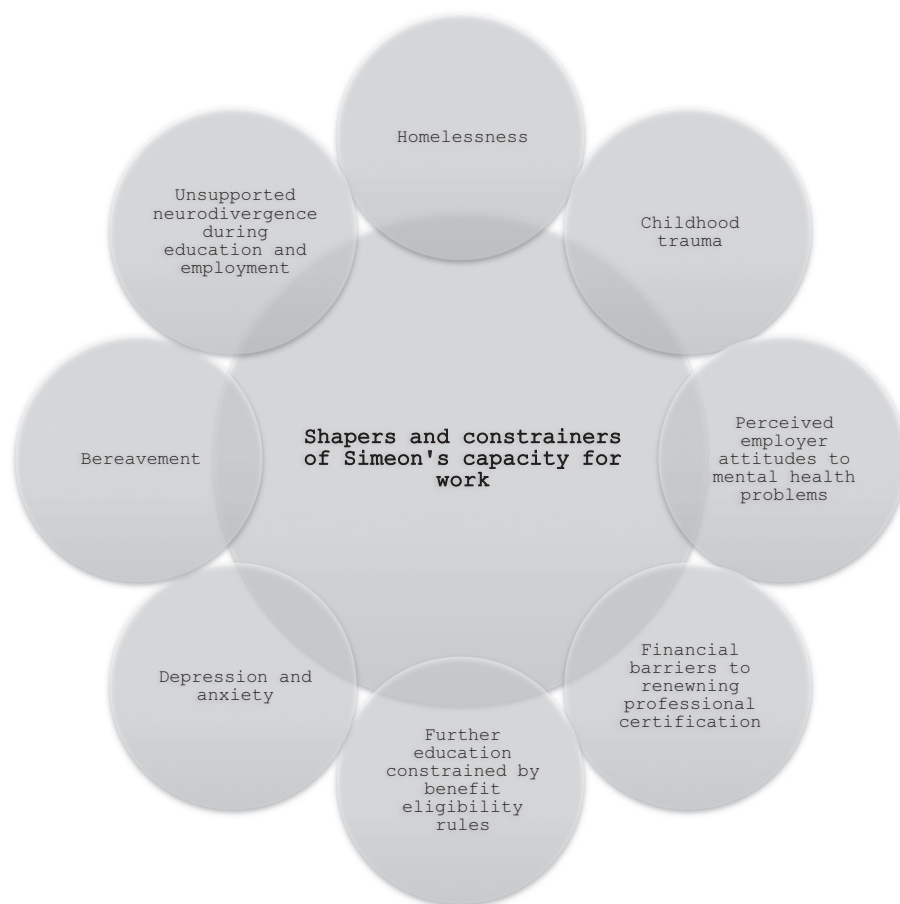 Homelessness
Childhood
trauma
Perceived
employer
attitudes to
mental health
problems
Financial
barriers to
renewning
professional
certification
Further
education
constrained by
benefit
eligibility
rules
Depression and
anxiety
Bereavement
Unsupported
neurodivergence
during
education and
employment
Shapers and constrainers
of Simeon's capacity for
work